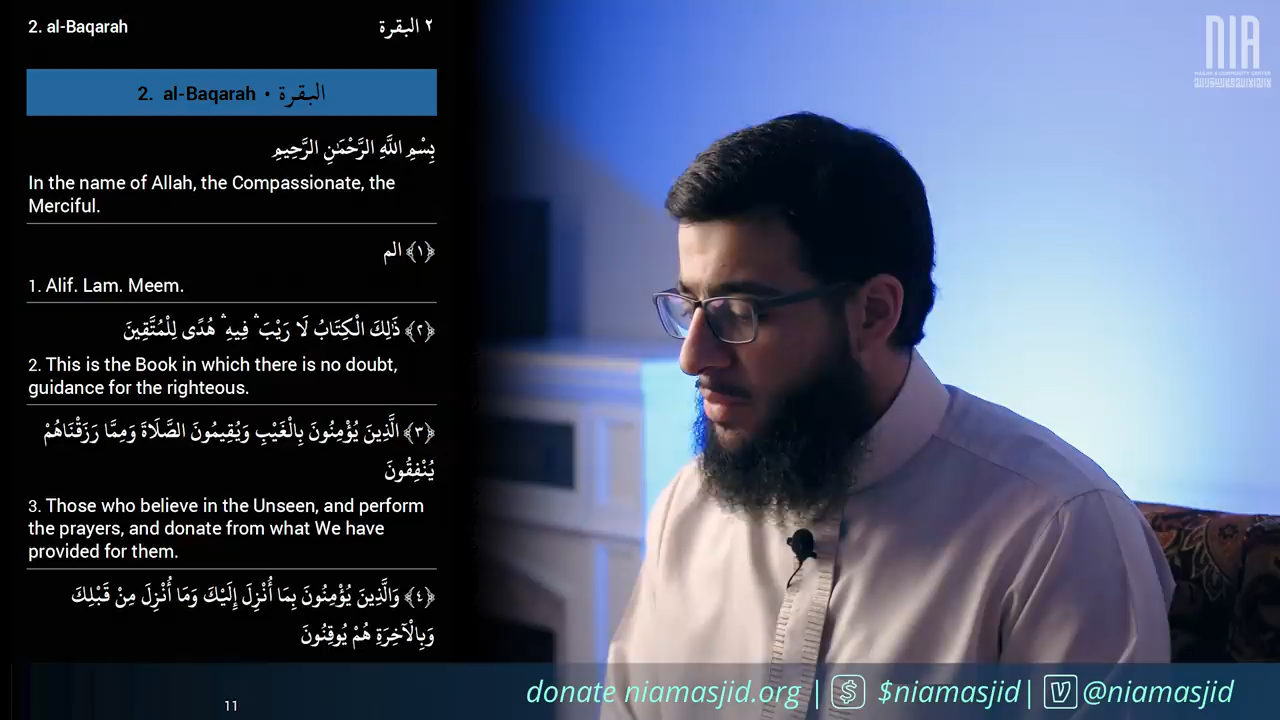 2. al-Baqarah
٢ البقرة
2. al-Baqarah • البقرة
بِسْمِ اللَّهِ الرَّحْمَٰنِ الرَّحِيمِ
In the name of Allah, the Compassionate, the
Merciful.
﴿١﴾ الم
1. Alif. Lam. Meem.
﴿٢﴾ ذَٰلِكَ الْكِتَابُ لَا رَيْبَ ۛ فِيهِ ۛ هُدًى لِلْمُتَّقِينَ
2. This is the Book in which there is no doubt,
guidance for the righteous.
﴿٣﴾ الَّذِينَ يُؤْمِنُونَ بِالْغَيْبِ وَيُقِيمُونَ الصَّلَاةَ وَمِمَّا رَزَقْنَاهُمْ
يُنْفِقُونَ
3. Those who believe in the Unseen, and perform
the prayers, and donate from what We have
provided for them.
﴿٤﴾ وَالَّذِينَ يُؤْمِنُونَ بِمَا أُنْزِلَ إِلَيْكَ وَمَا أُنْزِلَ مِنْ قَبْلِكَ
وَبِالْآخِرَةِ هُمْ يُوقِنُونَ
11
NIA
MASJID & COMMUNITY CENTER
donate niamasjid.org | $ $niamasjid | V @niamasjid